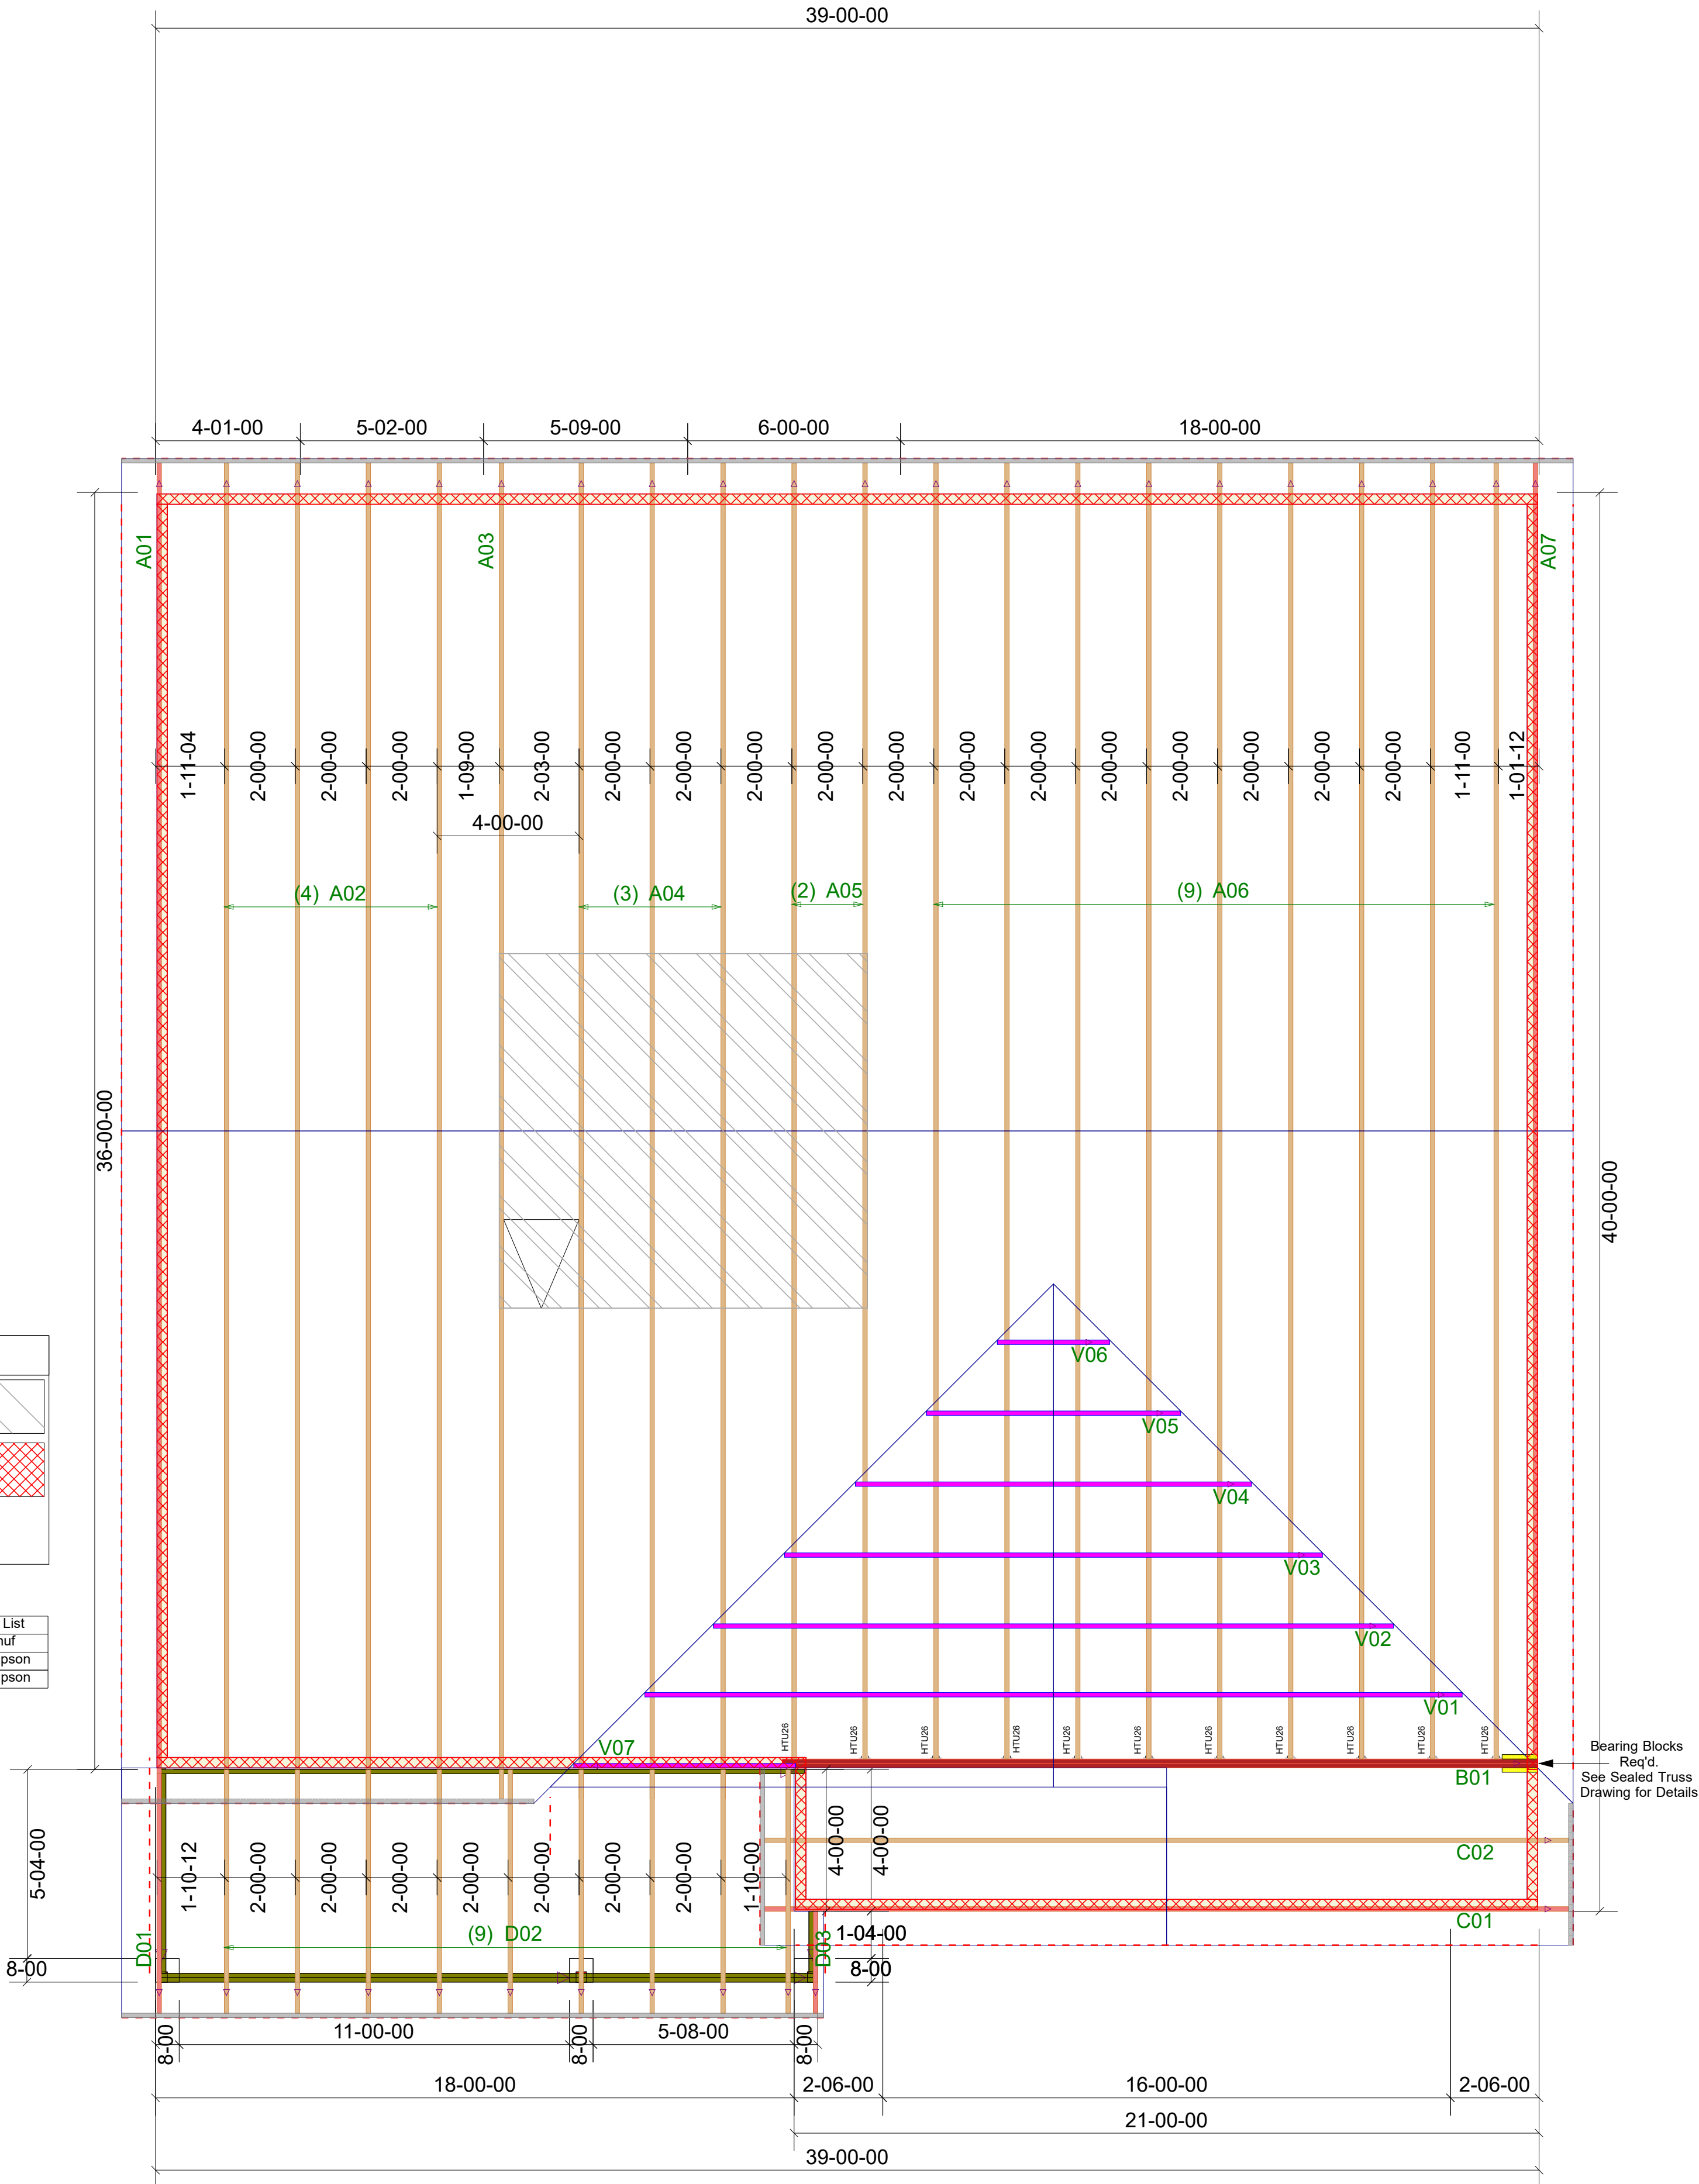 39-00-00
4-01-00
5-02-00
5-09-00
6-00-00
18-00-00
A01
A03
A07
1-11-04
2-00-00
2-00-00
2-00-00
1-09-00
2-03-00
2-00-00
2-00-00
2-00-00
2-00-00
2-00-00
2-00-00
2-00-00
2-00-00
2-00-00
2-00-00
2-00-00
2-00-00
1-11-00
1-01-12
4-00-00
(4) A02
(3) A04
(2) A05
(9) A06
36-00-00
40-00-00
V06
V05
V04
V03
V02
V01
List
nuf
pson
pson
HTU26
HTU26
HTU26
HTU26
HTU26
HTU26
HTU26
HTU26
HTU26
HTU26
HTU26
V07
B01
Bearing Blocks
Req'd.
See Sealed Truss
Drawing for Details
5-04-00
1-10-12
2-00-00
2-00-00
2-00-00
2-00-00
2-00-00
2-00-00
2-00-00
1-10-00
4-00-00
4-00-00
C02
C01
D01
(9) D02
D03
1-04-00
8-00
8-00
8-00
11-00-00
8-00
5-08-00
8-00
18-00-00
2-06-00
16-00-00
2-06-00
21-00-00
39-00-00